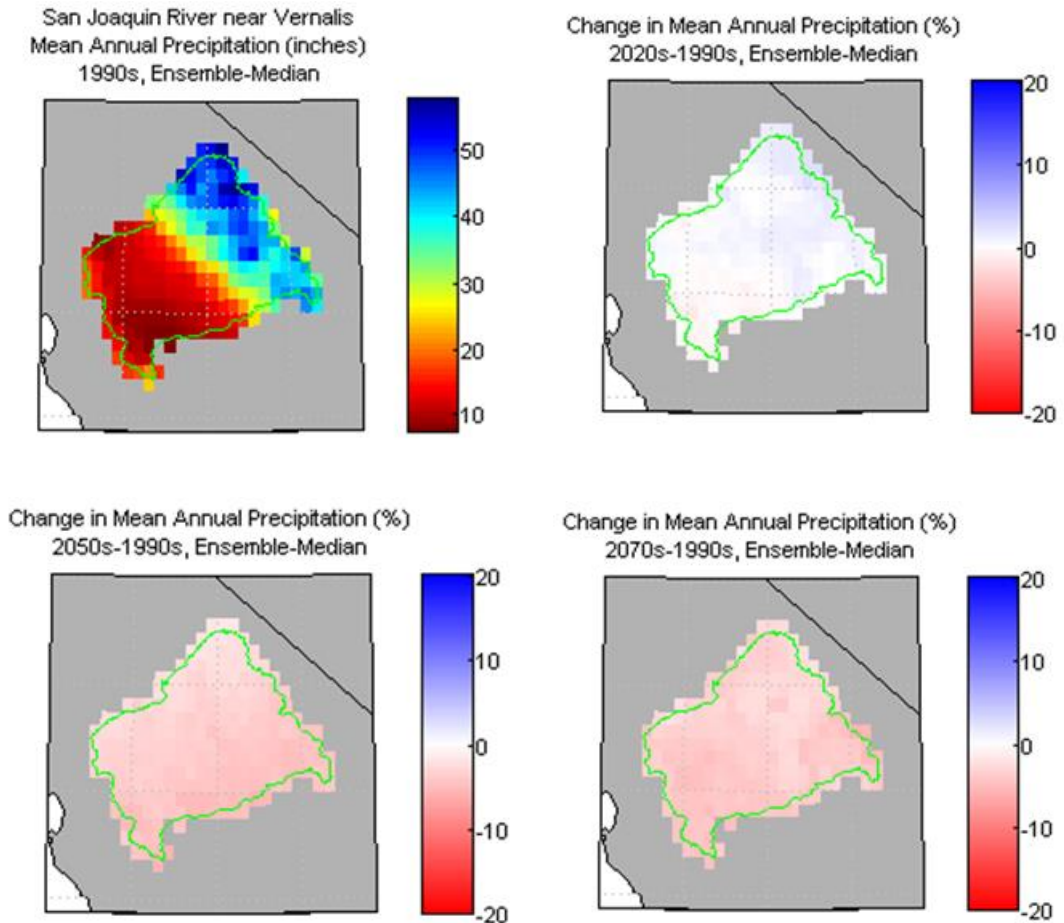 San Joaquin River near Vernalis
Mean Annual Precipitation (inches)
1990s, Ensemble-Median
50
40
30
20
10
Change in Mean Annual Precipitation (%)
2020s-1990s, Ensemble-Median
20
10
0
-10
-20
Change in Mean Annual Precipitation (%)
2050s-1990s, Ensemble-Median
20
10
0
-10
-20
Change in Mean Annual Precipitation (%)
2070s-1990s, Ensemble-Median
20
10
0
-10
-20